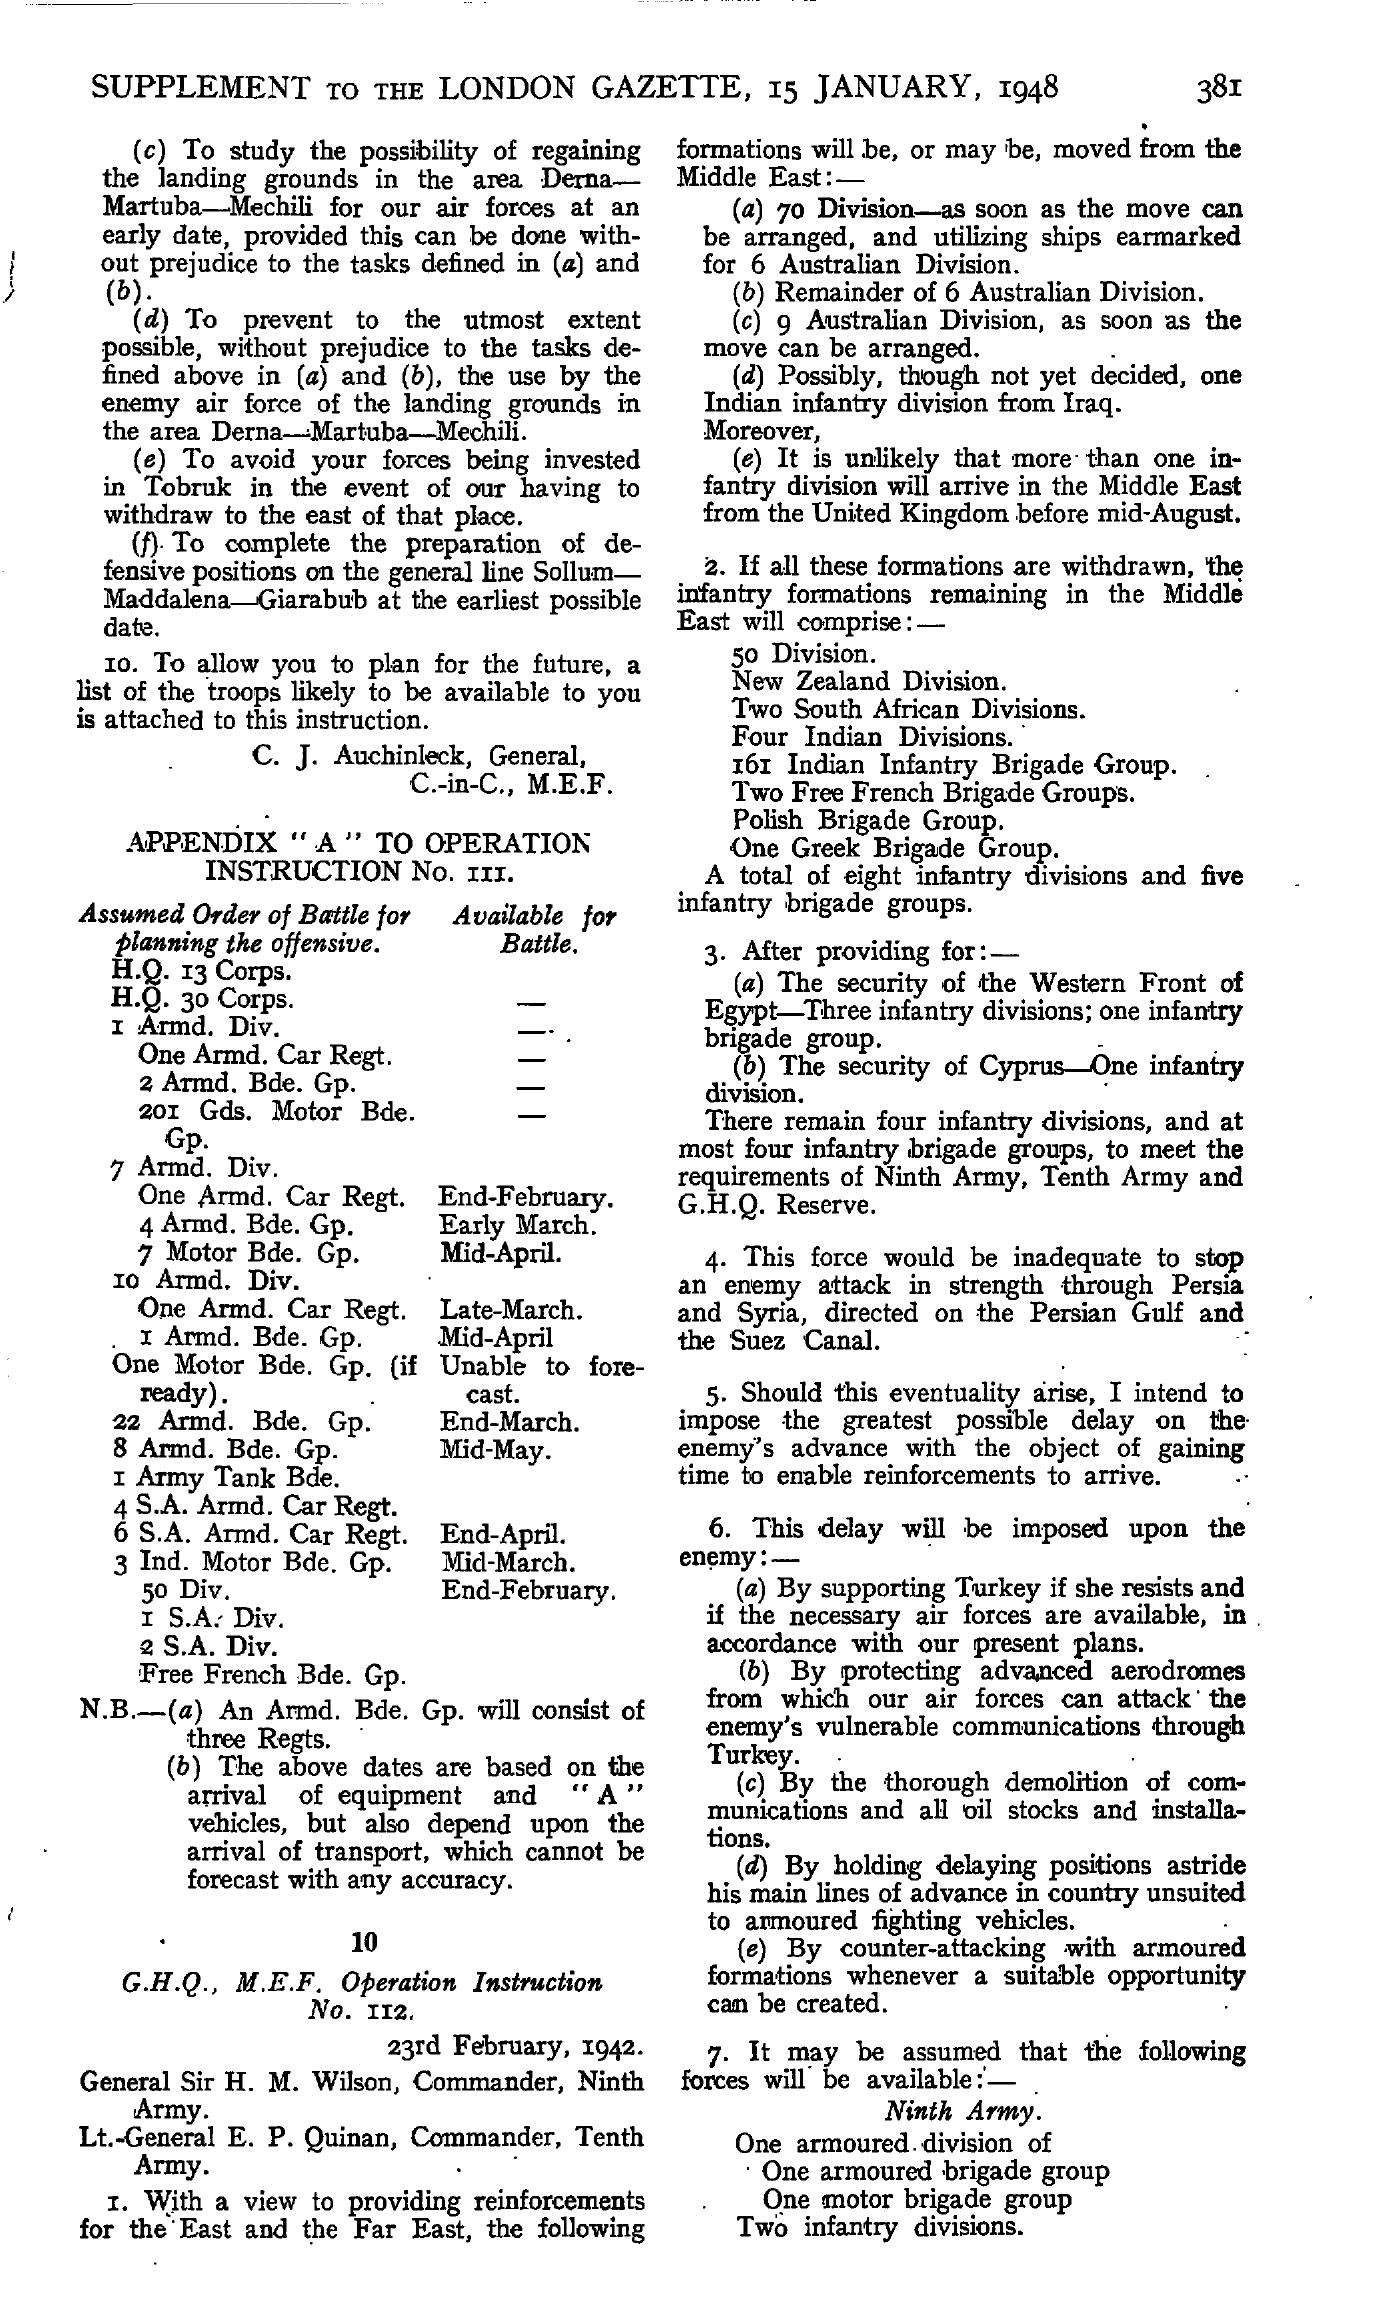 SUPPLEMENT TO THE LONDON GAZETTE, 15 JANUARY, 1948 381
(c) To study the possibility of regaining
the landing grounds in the area Derna—
Martuba—Mechili for our air forces at an
early date, provided this can be done with-
out prejudice to the tasks defined in (a) and
(b).
(d) To prevent to the utmost extent
possible, without prejudice to the tasks de-
fined above in (a) and (b), the use by the
enemy air force of the landing grounds in
the area Derna—Martuba—Mechili.
(e) To avoid your forces being invested
in Tobruk in the event of our having to
withdraw to the east of that place.
(f) To complete the preparation of de-
fensive positions on the general line Sollum—
Maddalena—Giarabub at the earliest possible
date.
10. To allow you to plan for the future, a
list of the troops likely to be available to you
is attached to this instruction.
C. J. Auchinleck, General,
C.-in-C., M.E.F.
APPENDIX "A" TO OPERATION
INSTRUCTION No. 111.
Assumed Order of Battle for Available for
planning the offensive. Battle.
H.Q. 13 Corps.
H.Q. 30 Corps. —
1 Armd. Div. —
One Armd. Car Regt. —
2 Armd. Bde. Gp. —
201 Gds. Motor Bde. —
Gp.
7 Armd. Div.
One Armd. Car Regt. End-February.
4 Armd. Bde. Gp. Early March.
7 Motor Bde. Gp. Mid-April.
10 Armd. Div.
One Armd. Car Regt. Late-March.
1 Armd. Bde. Gp. Mid-April
One Motor Bde. Gp. (if Unable to fore-
ready). cast.
22 Armd. Bde. Gp. End-March.
8 Armd. Bde. Gp. Mid-May.
1 Army Tank Bde.
4 S.A. Armd. Car Regt.
6 S.A. Armd. Car Regt. End-April.
3 Ind. Motor Bde. Gp. Mid-March.
50 Div. End-February.
1 S.A. Div.
2 S.A. Div.
Free French Bde. Gp.
N.B.—(a) An Armd. Bde. Gp. will consist of
three Regts.
(b) The above dates are based on the
arrival of equipment and "A"
vehicles, but also depend upon the
arrival of transport, which cannot be
forecast with any accuracy.
10
G.H.Q., M.E.F. Operation Instruction
No. 112.
23rd February, 1942.
General Sir H. M. Wilson, Commander, Ninth
Army.
Lt.-General E. P. Quinan, Commander, Tenth
Army.
1. With a view to providing reinforcements
for the East and the Far East, the following
formations will be, or may be, moved from the
Middle East:—
(a) 70 Division—as soon as the move can
be arranged, and utilizing ships earmarked
for 6 Australian Division.
(b) Remainder of 6 Australian Division.
(c) 9 Australian Division, as soon as the
move can be arranged.
(d) Possibly, though not yet decided, one
Indian infantry division from Iraq.
Moreover,
(e) It is unlikely that more than one in-
fantry division will arrive in the Middle East
from the United Kingdom before mid-August.
2. If all these formations are withdrawn, the
infantry formations remaining in the Middle
East will comprise:—
50 Division.
New Zealand Division.
Two South African Divisions.
Four Indian Divisions.
161 Indian Infantry Brigade Group.
Two Free French Brigade Groups.
Polish Brigade Group.
One Greek Brigade Group.
A total of eight infantry divisions and five
infantry brigade groups.
3. After providing for:—
(a) The security of the Western Front of
Egypt—Three infantry divisions; one infantry
brigade group.
(b) The security of Cyprus—One infantry
division.
There remain four infantry divisions, and at
most four infantry brigade groups, to meet the
requirements of Ninth Army, Tenth Army and
G.H.Q. Reserve.
4. This force would be inadequate to stop
an enemy attack in strength through Persia
and Syria, directed on the Persian Gulf and
the Suez Canal.
5. Should this eventuality arise, I intend to
impose the greatest possible delay on the
enemy's advance with the object of gaining
time to enable reinforcements to arrive.
6. This delay will be imposed upon the
enemy:—
(a) By supporting Turkey if she resists and
if the necessary air forces are available, in
accordance with our present plans.
(b) By protecting advanced aerodromes
from which our air forces can attack the
enemy's vulnerable communications through
Turkey.
(c) By the thorough demolition of com-
munications and all oil stocks and installa-
tions.
(d) By holding delaying positions astride
his main lines of advance in country unsuited
to armoured fighting vehicles.
(e) By counter-attacking with armoured
formations whenever a suitable opportunity
can be created.
7. It may be assumed that the following
forces will be available:—
Ninth Army.
One armoured division of
One armoured brigade group
One motor brigade group
Two infantry divisions.